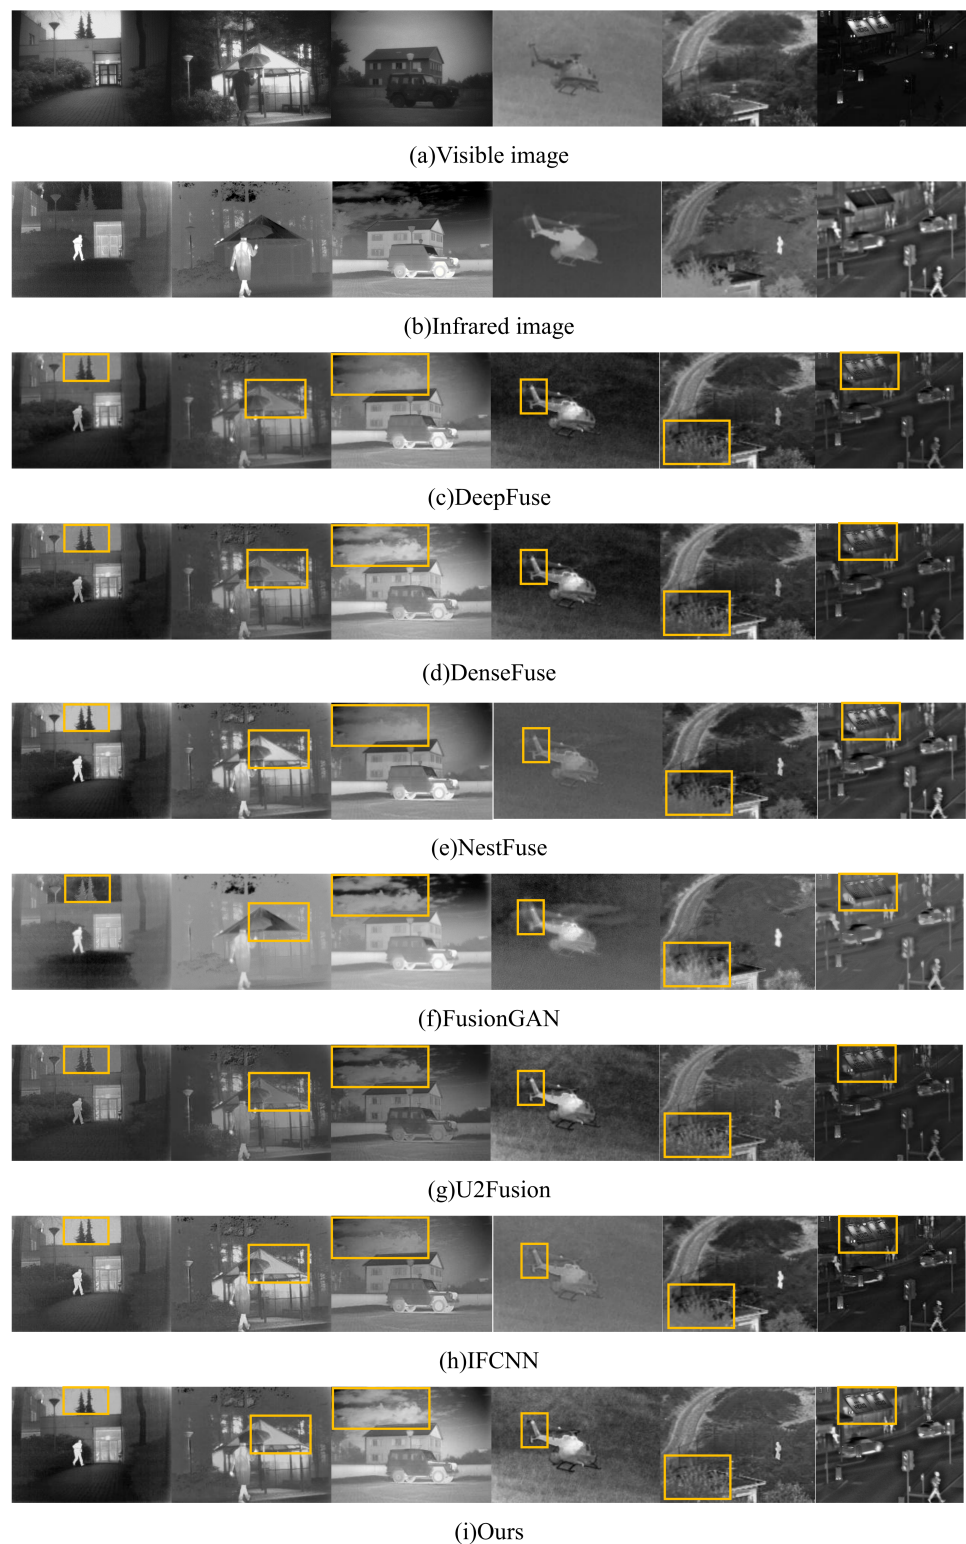 (a)Visible image
(b)Infrared image
(c)DeepFuse
(d)DenseFuse
(e)NestFuse
(f)FusionGAN
(g)U2Fusion
(h)IFCNN
(i)Ours